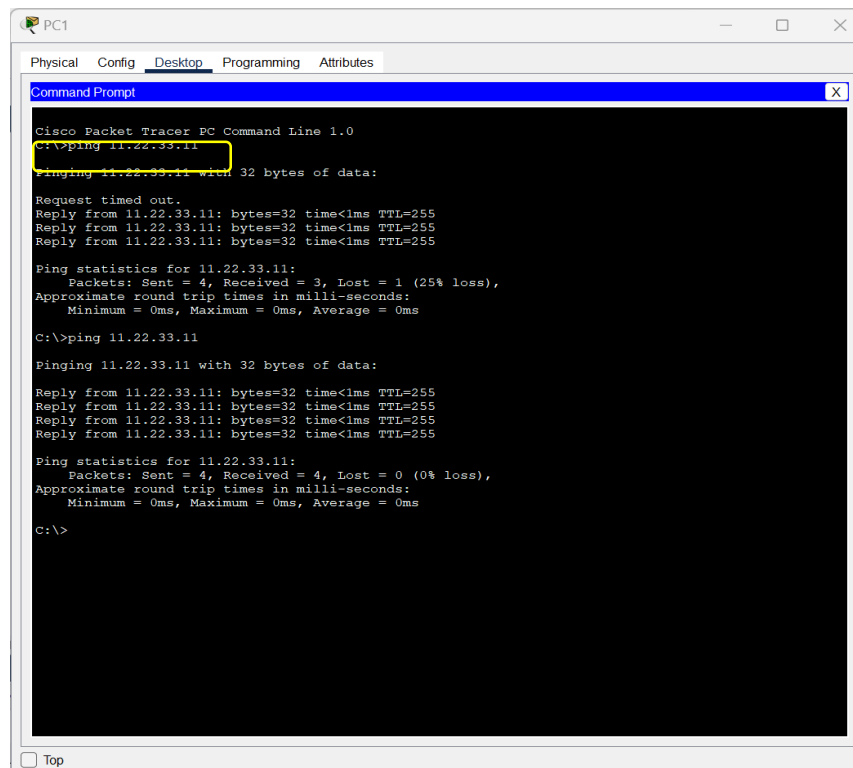 PC1
Physical Config Desktop Programming Attributes
Command Prompt X
Cisco Packet Tracer PC Command Line 1.0
C:\>ping 11.22.33.11
Pinging 11.22.33.11 with 32 bytes of data:
Request timed out.
Reply from 11.22.33.11: bytes=32 time<1ms TTL=255
Reply from 11.22.33.11: bytes=32 time<1ms TTL=255
Reply from 11.22.33.11: bytes=32 time<1ms TTL=255
Ping statistics for 11.22.33.11:
Packets: Sent = 4, Received = 3, Lost = 1 (25% loss),
Approximate round trip times in milli-seconds:
Minimum = 0ms, Maximum = 0ms, Average = 0ms
C:\>ping 11.22.33.11
Pinging 11.22.33.11 with 32 bytes of data:
Reply from 11.22.33.11: bytes=32 time<1ms TTL=255
Reply from 11.22.33.11: bytes=32 time<1ms TTL=255
Reply from 11.22.33.11: bytes=32 time<1ms TTL=255
Reply from 11.22.33.11: bytes=32 time<1ms TTL=255
Ping statistics for 11.22.33.11:
Packets: Sent = 4, Received = 4, Lost = 0 (0% loss),
Approximate round trip times in milli-seconds:
Minimum = 0ms, Maximum = 0ms, Average = 0ms
C:\>
Top